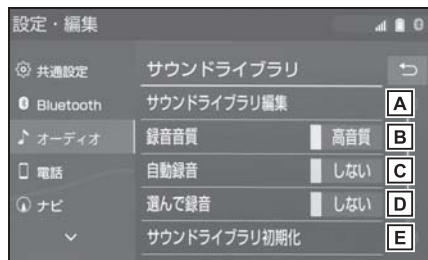 設定・編集
共通設定
Bluetooth
オーディオ
電話
ナビ
サウンドライブラリ
サウンドライブラリ編集 A
録音音質 高音質 B
自動録音 しない C
選んで録音 しない D
サウンドライブラリ初期化 E